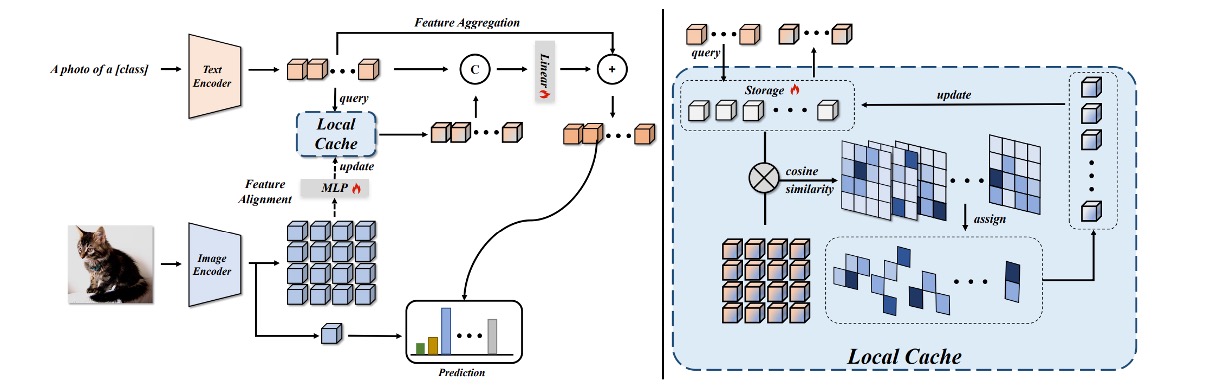 Feature Aggregation
A photo of a [class]
Text
Encoder
C
Linear
+
query
Local
Cache
update
Feature
Alignment
MLP
Image
Encoder
Prediction
query
Storage
update
cosine
similarity
assign
Local Cache